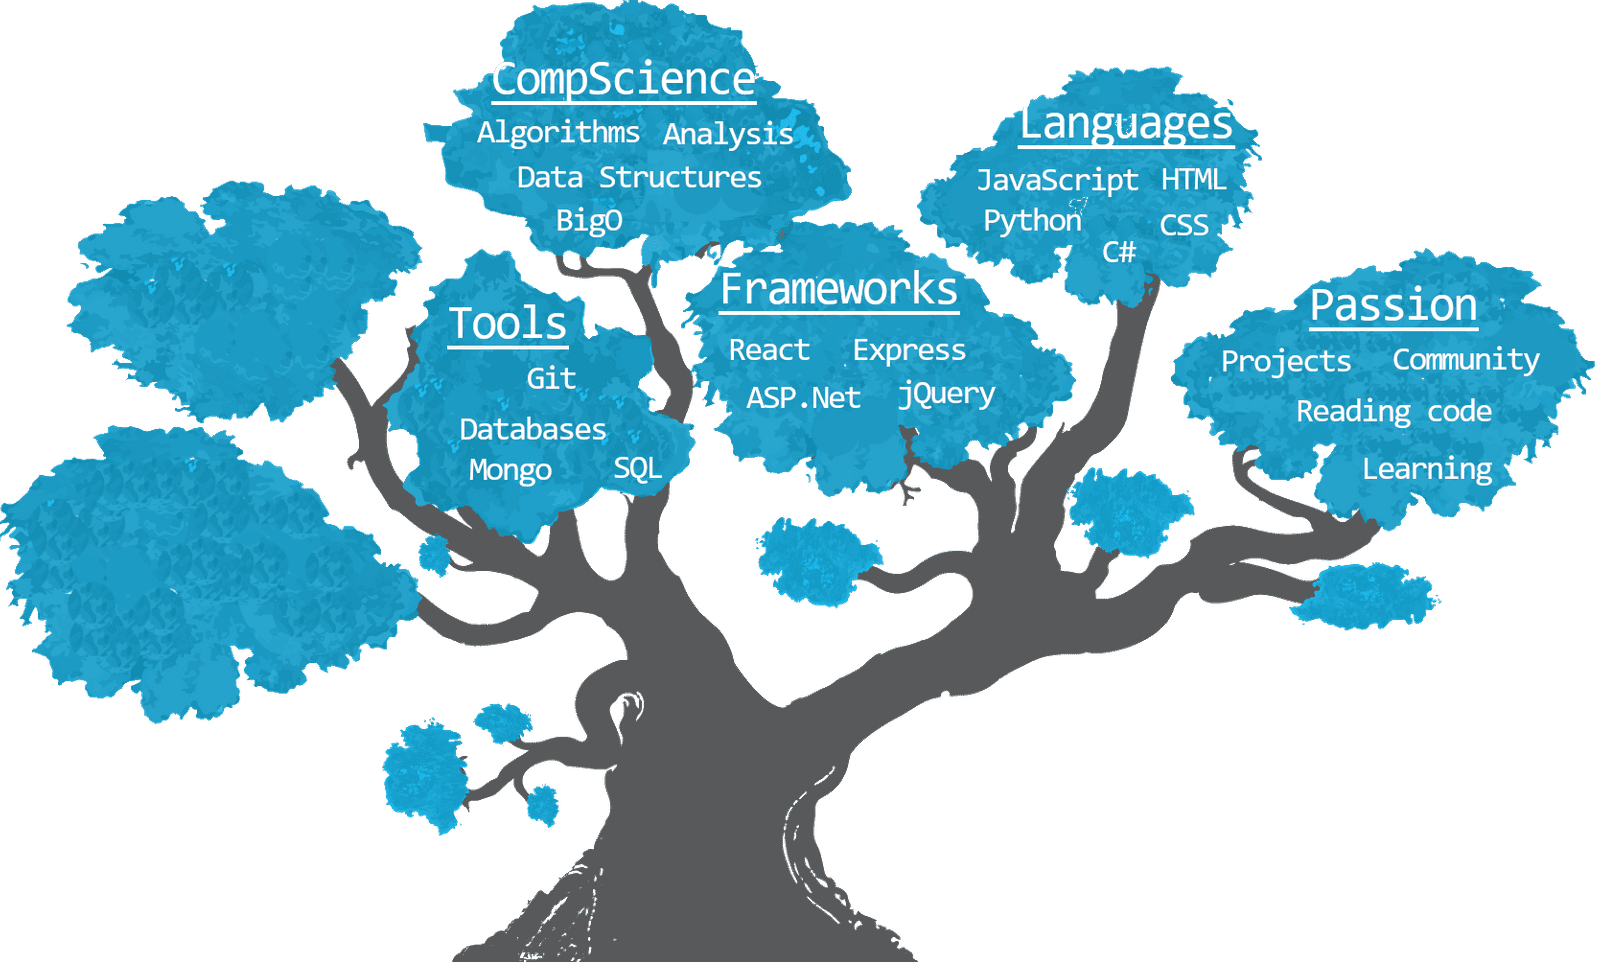 CompScience
Algorithms Analysis
Data Structures
BigO
Languages
JavaScript HTML
Python CSS
C#
Tools
Git
Databases
Mongo SQL
Frameworks
React Express
ASP.Net jQuery
Passion
Projects Community
Reading code
Learning